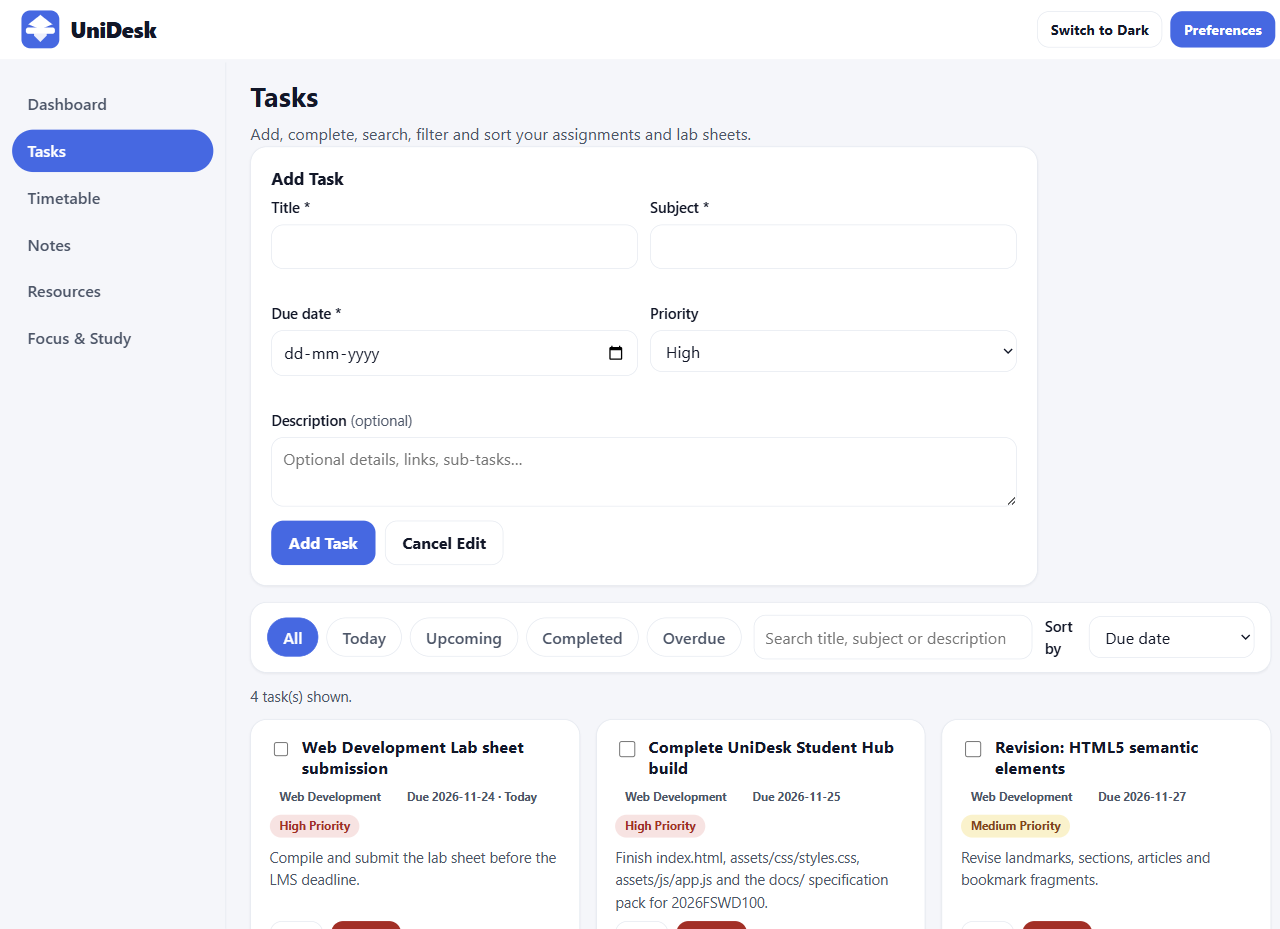 UniDesk
Switch to Dark
Preferences
Dashboard
Tasks
Timetable
Notes
Resources
Focus & Study
Tasks
Add, complete, search, filter and sort your assignments and lab sheets.
Add Task
Title *
Subject *
Due date *
Priority
dd-mm-yyyy
High
Description (optional)
Optional details, links, sub-tasks...
Add Task
Cancel Edit
All
Today
Upcoming
Completed
Overdue
Search title, subject or description
Sort
by
Due date
4 task(s) shown.
Web Development Lab sheet
submission
Web Development
Due 2026-11-24 · Today
High Priority
Compile and submit the lab sheet before the
LMS deadline.
Complete UniDesk Student Hub
build
Web Development
Due 2026-11-25
High Priority
Finish index.html, assets/css/styles.css,
assets/js/app.js and the docs/ specification
pack for 2026FSWD100.
Revision: HTML5 semantic
elements
Web Development
Due 2026-11-27
Medium Priority
Revise landmarks, sections, articles and
bookmark fragments.